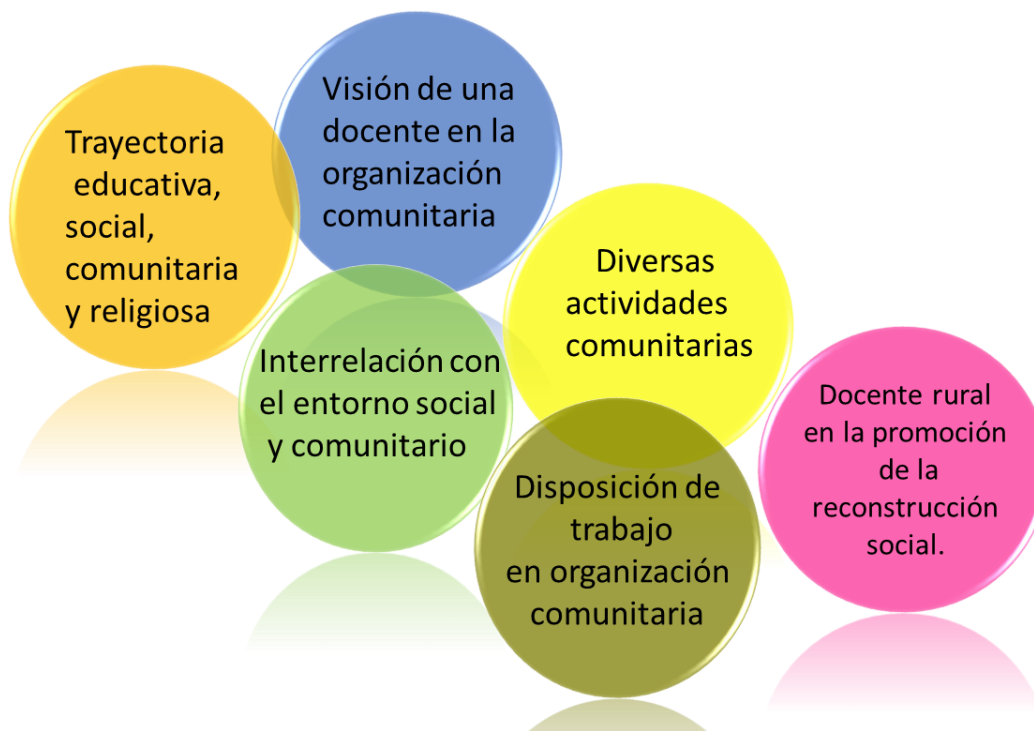 Trayectoria
educativa,
social,
comunitaria
y religiosa
Visión de una
docente en la
organización
comunitaria
Interrelación con
el entorno social
y comunitario
Diversas
actividades
comunitarias
Disposición de
trabajo
en organización
comunitaria
Docente rural
en la promoción
de la
reconstrucción
social.